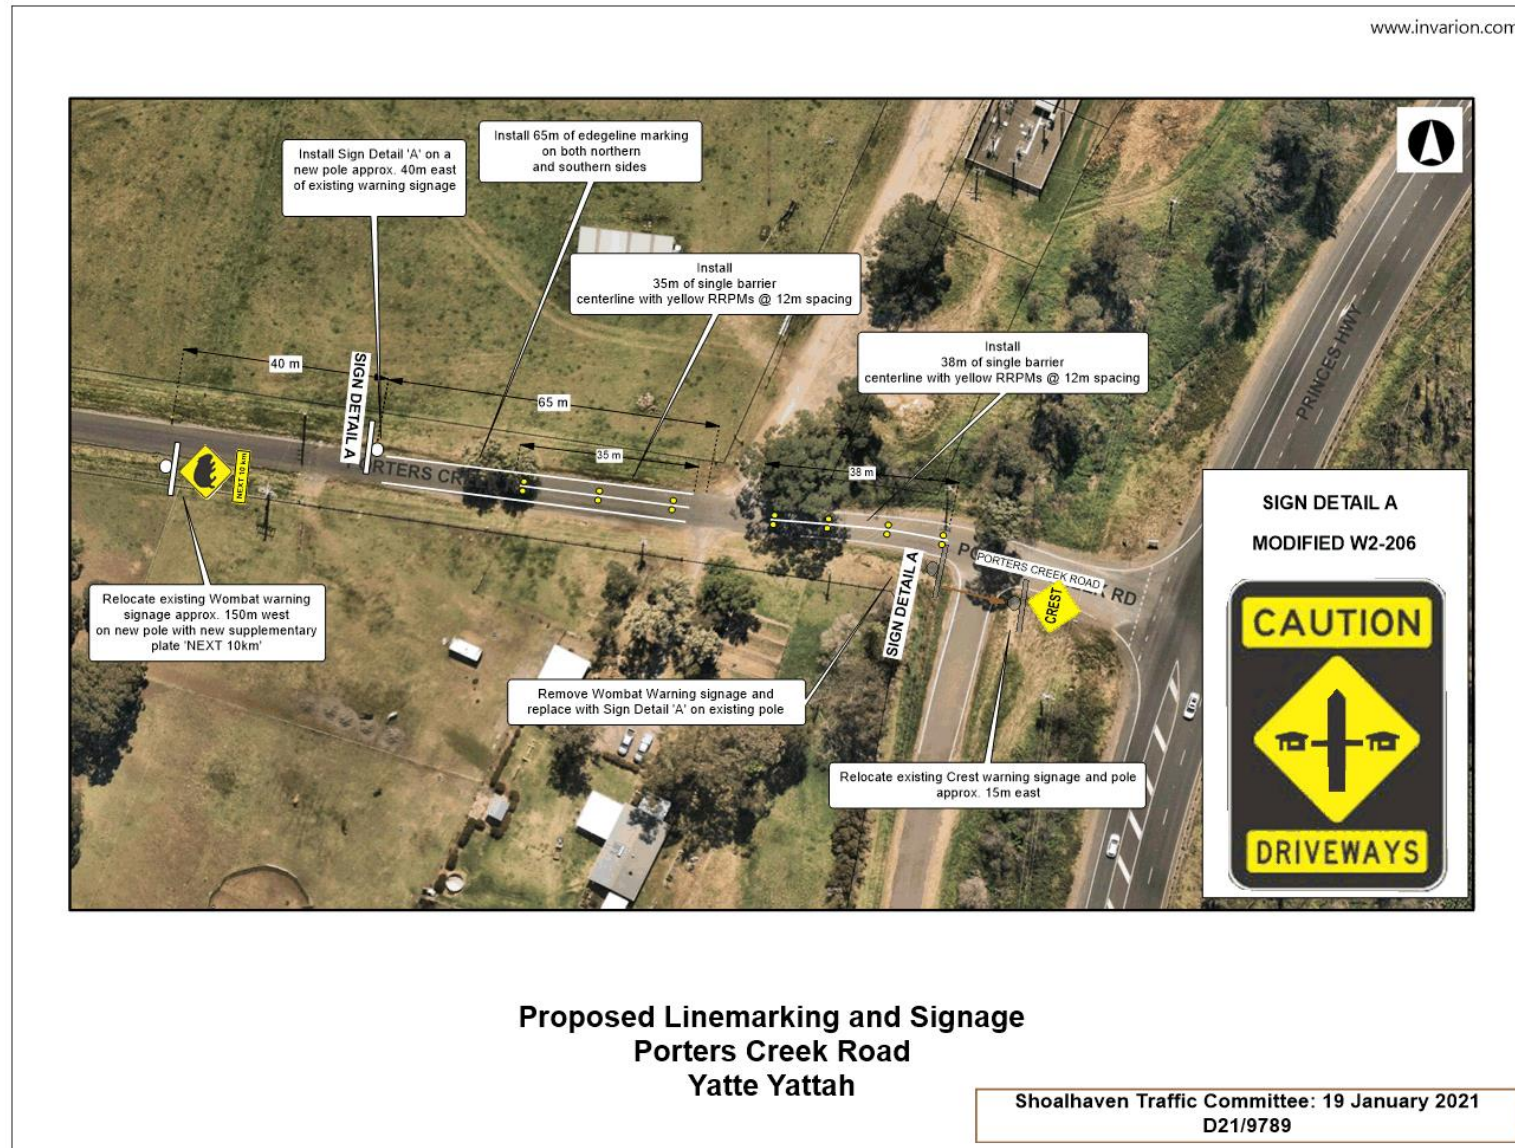 www.invarion.com
Install Sign Detail 'A' on a
new pole approx. 40m east
of existing warning signage
Install 65m of edegeline marking
on both northern
and southern sides
Install
35m of single barrier
centerline with yellow RRPMs @ 12m spacing
Install
38m of single barrier
centerline with yellow RRPMs @ 12m spacing
PRINCES HWY
40 m
SIGN DETAIL A
65 m
35 m
38 m
NEXT 10 km
PORTERS CREEK ROAD
RD
CREST
SIGN DETAIL A
Relocate existing Wombat warning
signage approx. 150m west
on new pole with new supplementary
plate 'NEXT 10km'
Remove Wombat Warning signage and
replace with Sign Detail 'A' on existing pole
Relocate existing Crest warning signage and pole
approx. 15m east
SIGN DETAIL A
MODIFIED W2-206
CAUTION
DRIVEWAYS
Proposed Linemarking and Signage
Porters Creek Road
Yatte Yattah
Shoalhaven Traffic Committee: 19 January 2021
D21/9789